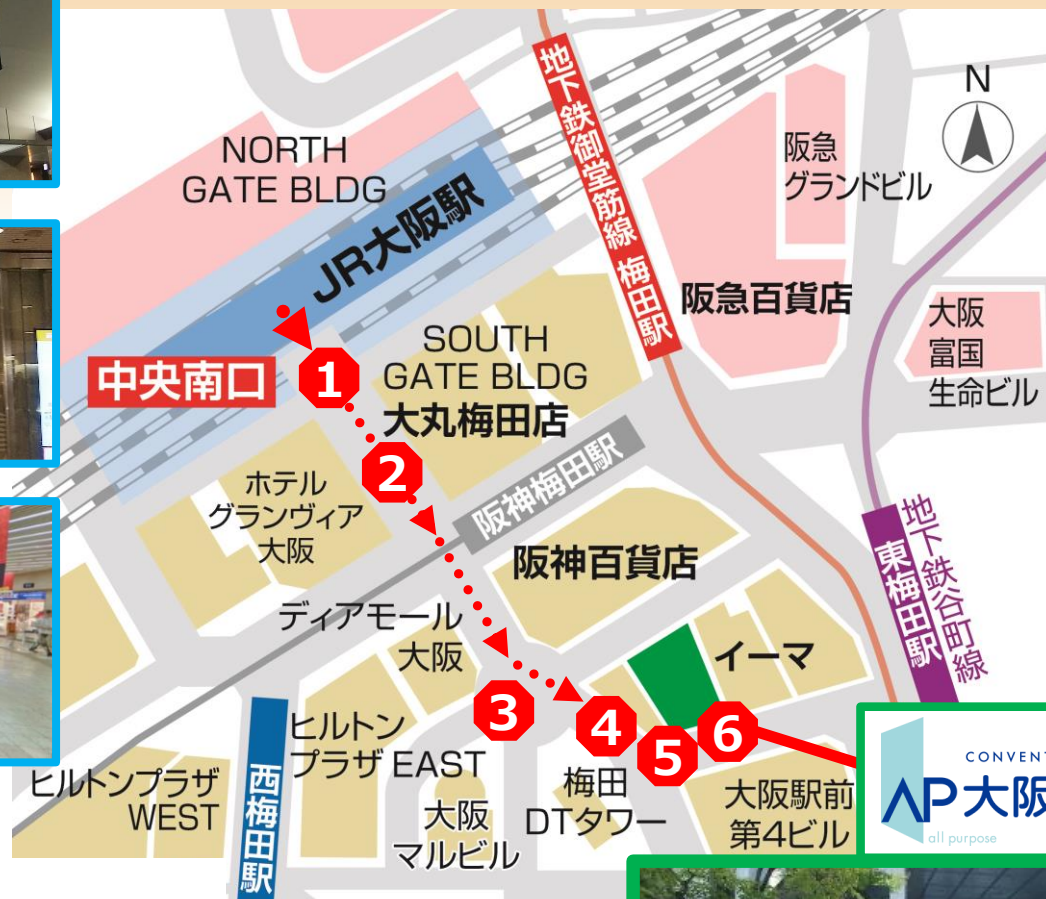 N
地下鉄御堂筋線 梅田駅
NORTH
GATE BLDG
阪急
グランドビル
JR大阪駅
阪急百貨店
大阪
富国
生命ビル
SOUTH
GATE BLDG
大丸梅田店
中央南口
1
2
ホテル
グランヴィア
大阪
阪神梅田駅
阪神百貨店
地下鉄谷町線
東梅田駅
ディアモール
大阪
イーマ
3
4
5
6
ヒルトン
プラザ EAST
ヒルトンプラザ
WEST
西梅田駅
大阪
マルビル
梅田
DTタワー
大阪駅前
第4ビル
CONVENT
AP大阪
all purpose